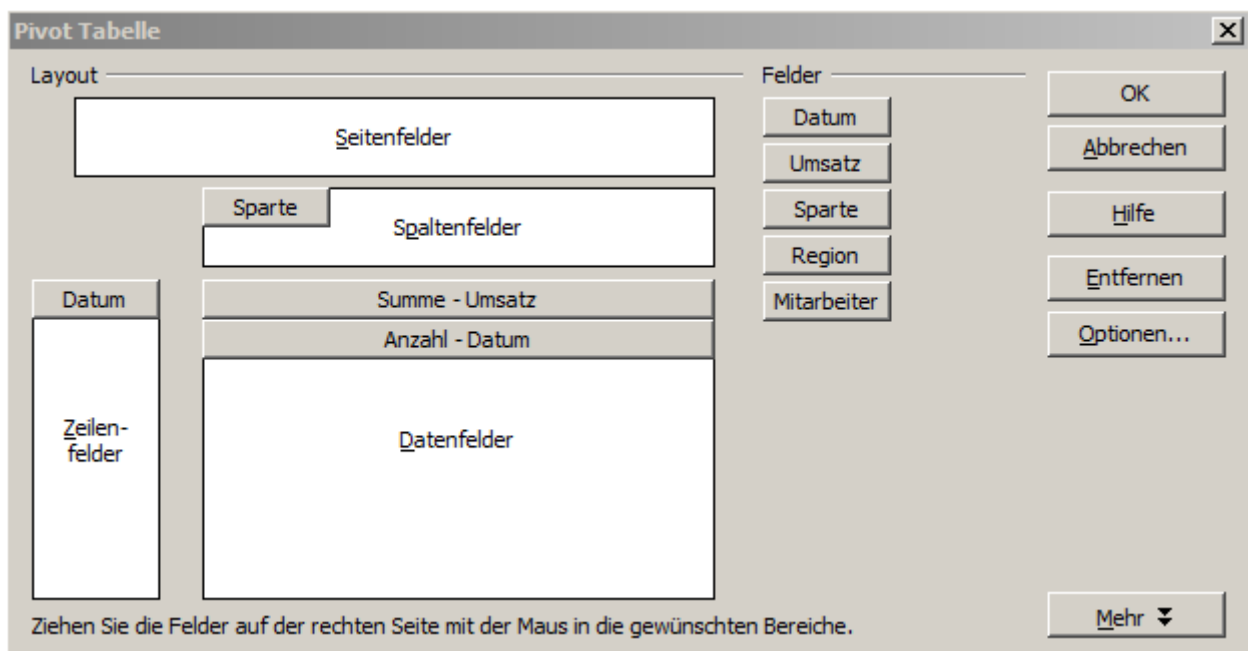 Pivot Tabelle
Layout
Seitenfelder
Sparte
Spaltenfelder
Datum
Zeilen-
felder
Summe - Umsatz
Anzahl - Datum
Datenfelder
Felder
Datum
Umsatz
Sparte
Region
Mitarbeiter
OK
Abbrechen
Hilfe
Entfernen
Optionen...
Mehr
Ziehen Sie die Felder auf der rechten Seite mit der Maus in die gewünschten Bereiche.